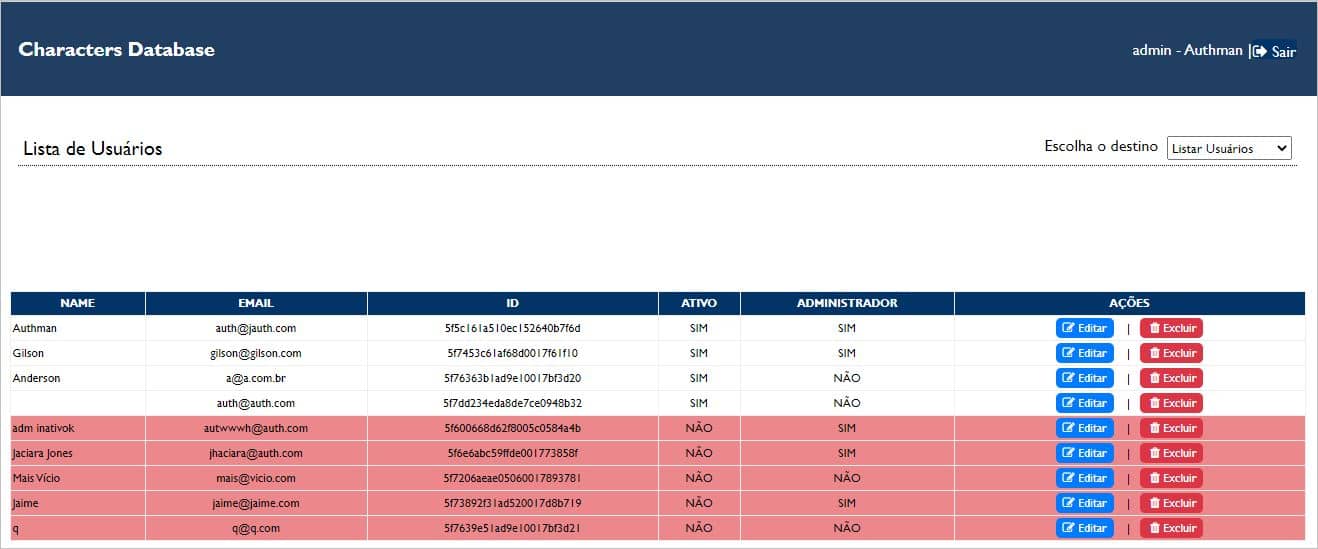 Characters Database
admin - Authman | Sair
Lista de Usuários
Escolha o destino Listar Usuários
NAME EMAIL ID ATIVO ADMINISTRADOR AÇÕES
Authman auth@jauth.com 5f5c161a510ec152640b7f6d SIM SIM Editar | Excluir
Gilson gilson@gilson.com 5f7453c61af68d0017f61f10 SIM SIM Editar | Excluir
Anderson a@a.com.br 5f76363b1ad9e10017bf3d20 SIM NÃO Editar | Excluir
auth@auth.com 5f7dd234eda8de7ce0948b32 SIM NÃO Editar | Excluir
adm inativok autwwwh@auth.com 5f600668d62f8005c0584a4b NÃO SIM Editar | Excluir
Jaciara Jones jhaciara@auth.com 5f6e6abc59ffde001773858f NÃO SIM Editar | Excluir
Mais Vício mais@vicio.com 5f7206aeae05060017893781 NÃO NÃO Editar | Excluir
Jaime jaime@jaime.com 5f73892f31ad520017d8b719 NÃO SIM Editar | Excluir
q q@q.com 5f7639e51ad9e10017bf3d21 NÃO NÃO Editar | Excluir